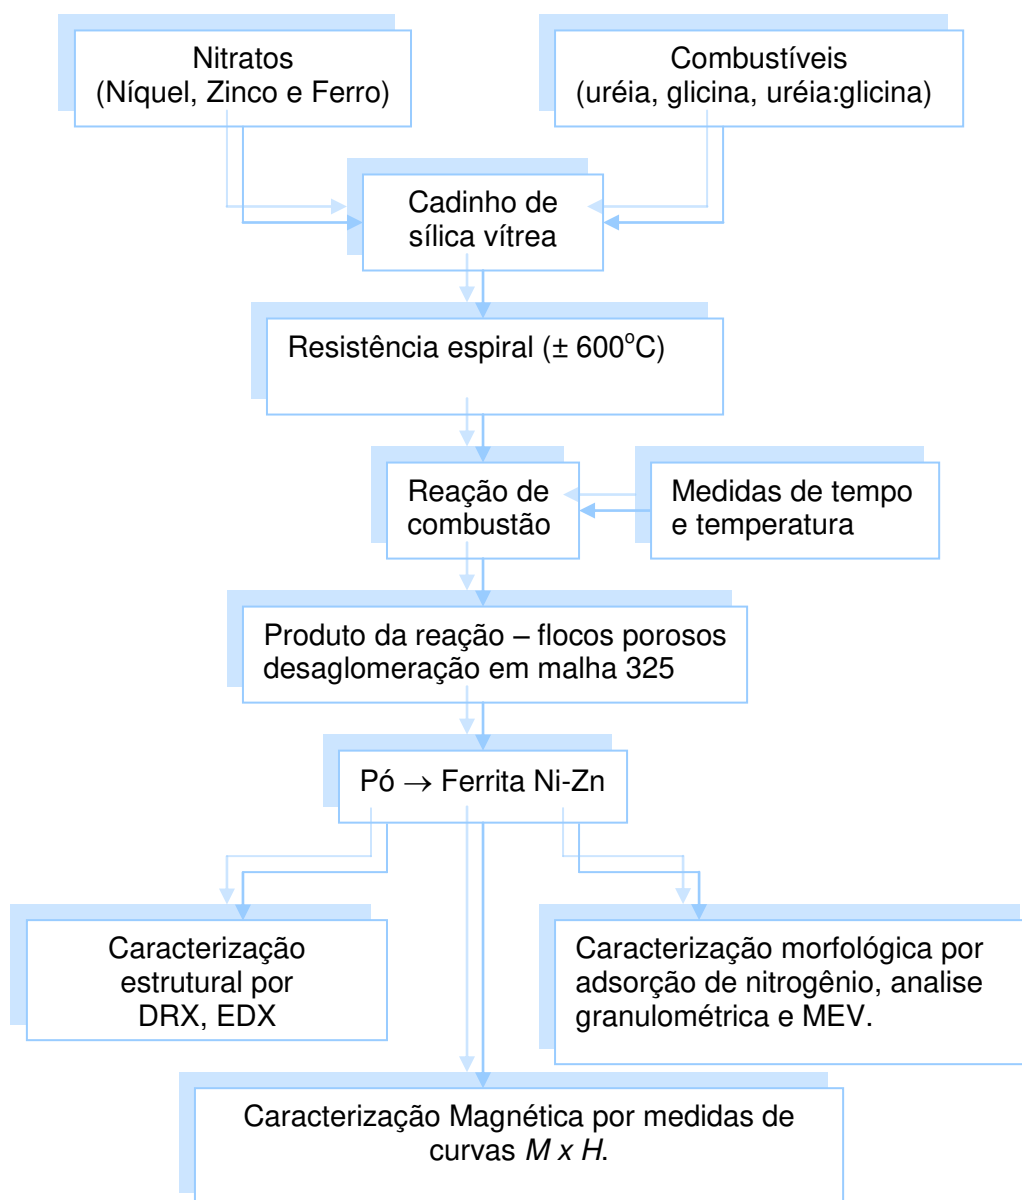 Nitratos
(Níquel, Zinco e Ferro)
Combustíveis
(uréia, glicina, uréia:glicina)
Cadinho de
sílica vítrea
Resistência espiral (± 600°C)
Reação de
combustão
Medidas de tempo
e temperatura
Produto da reação – flocos porosos
desaglomeração em malha 325
Pó → Ferrita Ni-Zn
Caracterização
estrutural por
DRX, EDX
Caracterização morfológica por
adsorção de nitrogênio, analise
granulométrica e MEV.
Caracterização Magnética por medidas de
curvas M x H.